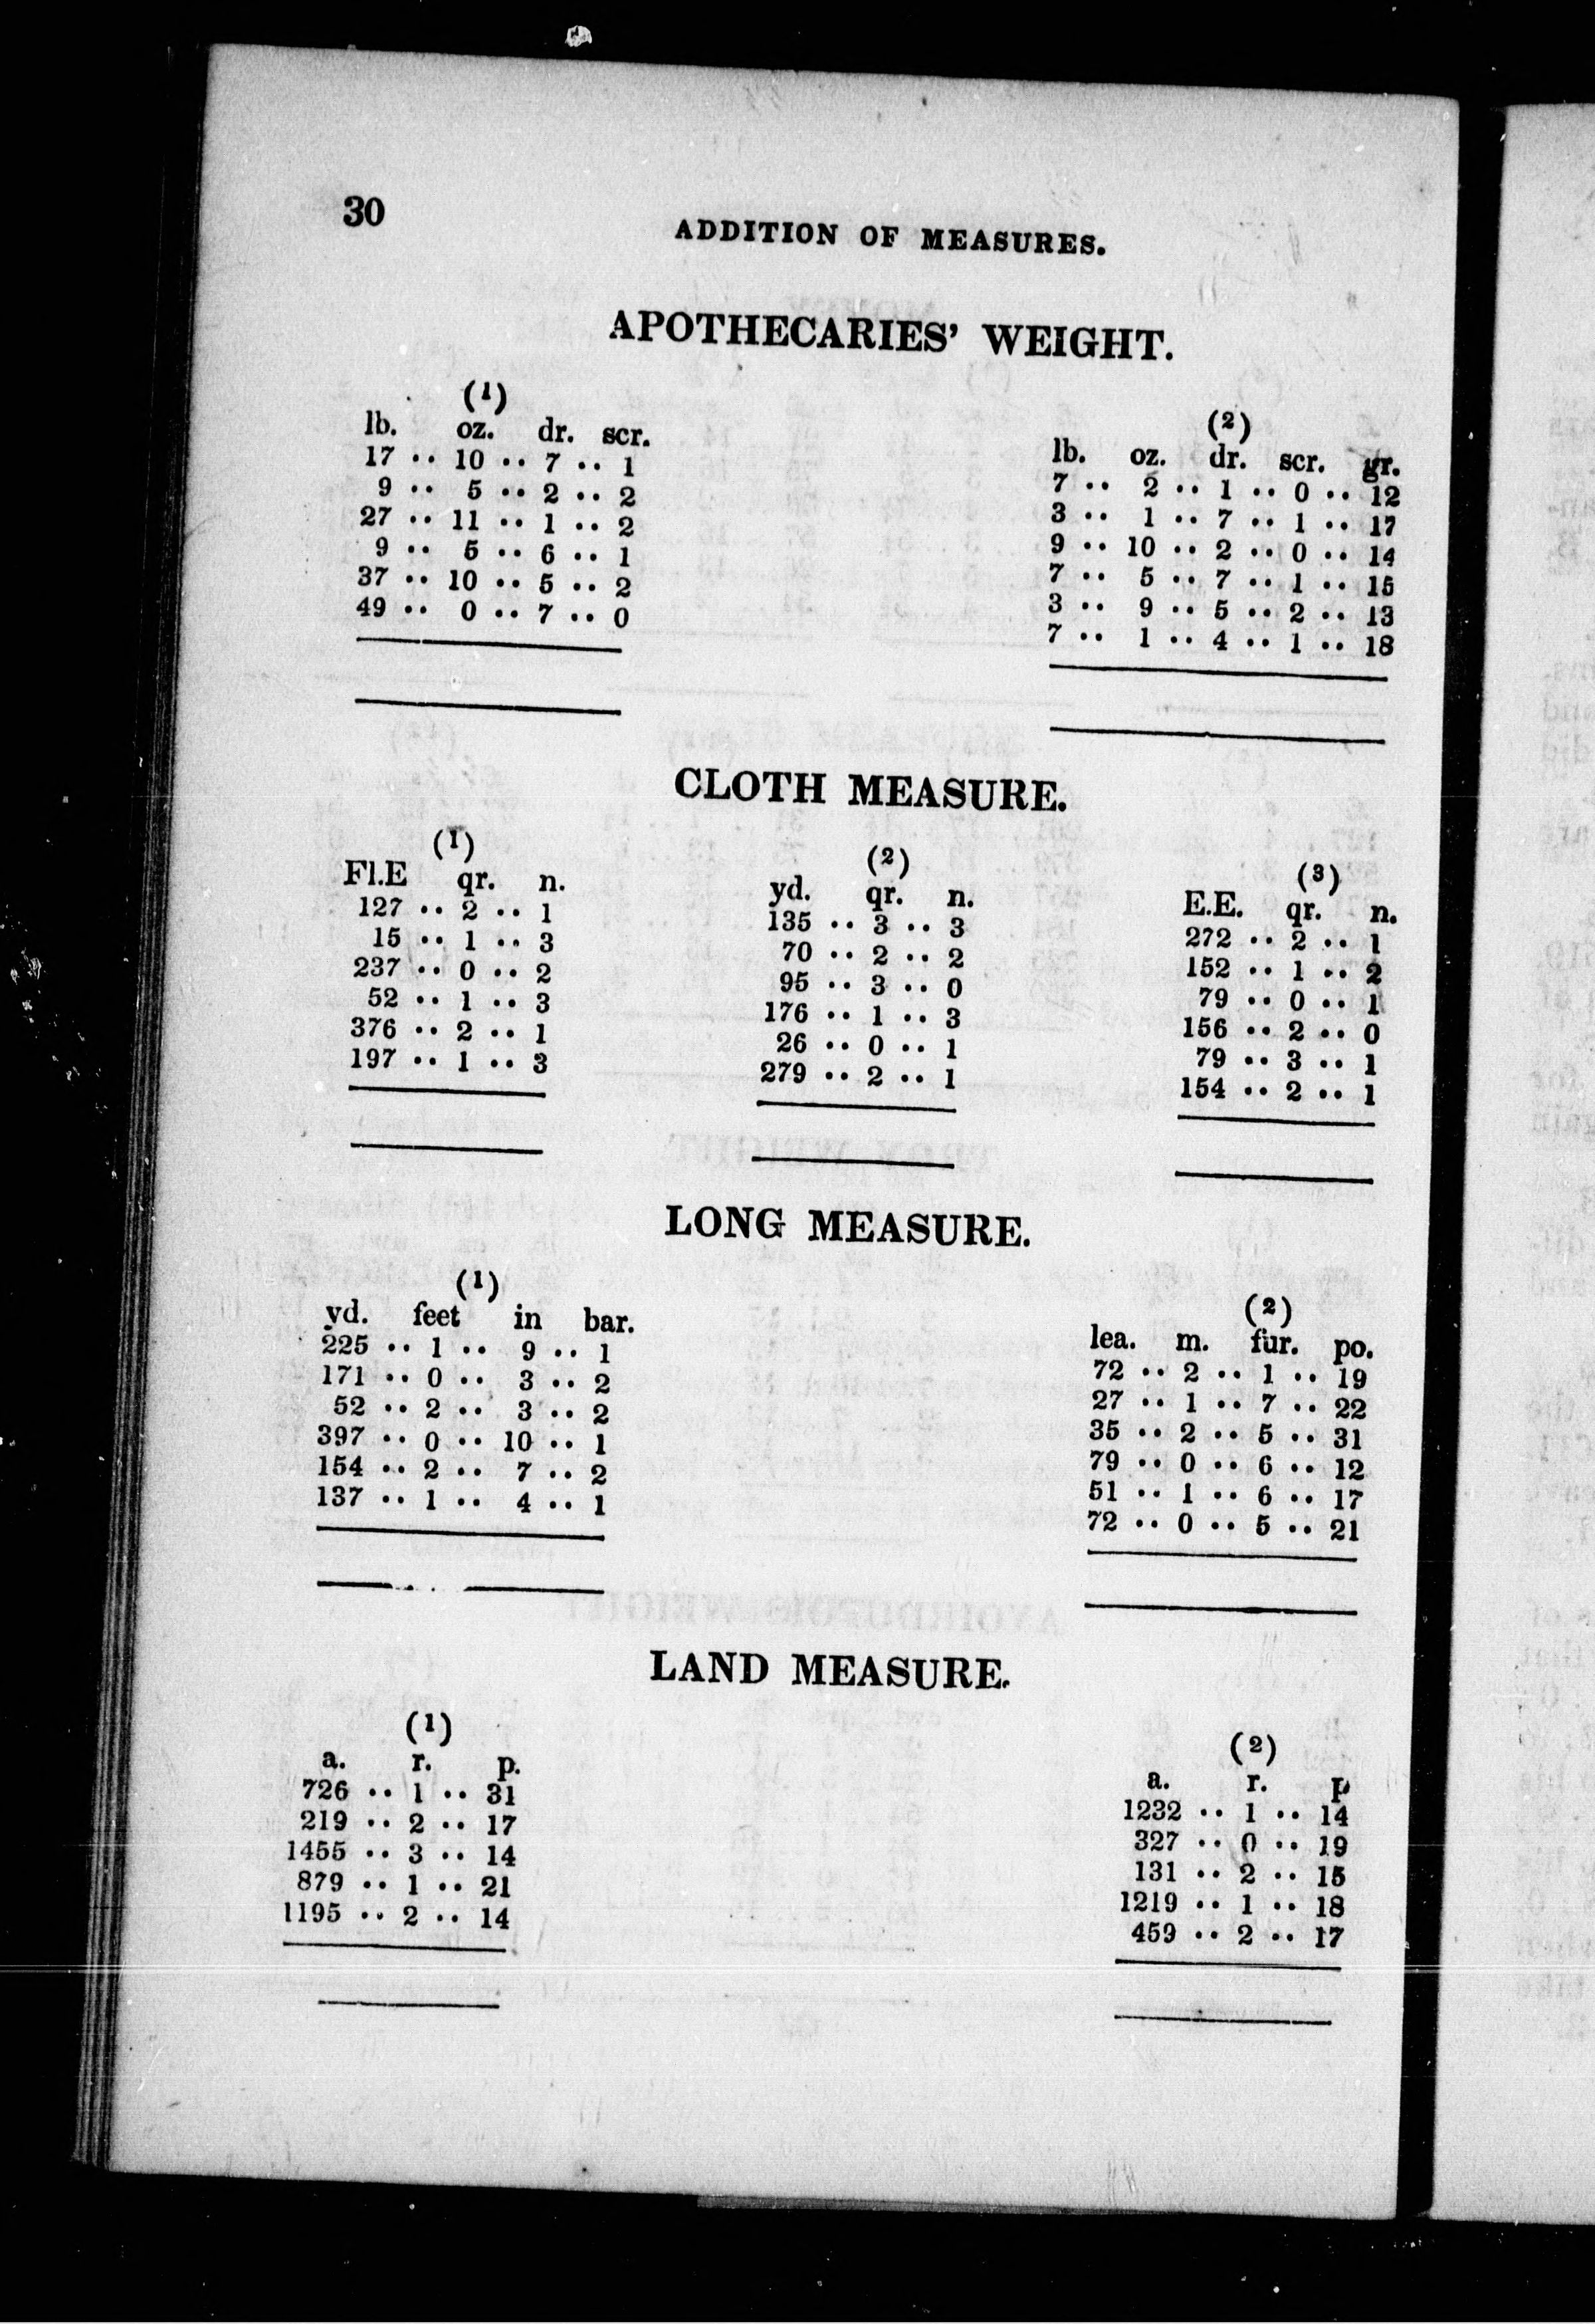 30
ADDITION OF MEASURES.
APOTHECARIES' WEIGHT.
(1)
lb. oz. dr. scr.
17 ·· 10 ·· 7 ·· 1
9 ·· 5 ·· 2 ·· 2
27 ·· 11 ·· 1 ·· 2
9 ·· 5 ·· 6 ·· 1
37 ·· 10 ·· 5 ·· 2
49 ·· 0 ·· 7 ·· 0
(2)
lb. oz. dr. scr. gr.
7 ·· 2 ·· 1 ·· 0 ·· 12
3 ·· 1 ·· 7 ·· 1 ·· 17
9 ·· 10 ·· 2 ·· 0 ·· 14
7 ·· 5 ·· 7 ·· 1 ·· 15
3 ·· 9 ·· 5 ·· 2 ·· 13
7 ·· 1 ·· 4 ·· 1 ·· 18
CLOTH MEASURE.
(1)
Fl.E qr. n.
127 ·· 2 ·· 1
15 ·· 1 ·· 3
237 ·· 0 ·· 2
52 ·· 1 ·· 3
376 ·· 2 ·· 1
197 ·· 1 ·· 3
(2)
yd. qr. n.
135 ·· 3 ·· 3
70 ·· 2 ·· 2
95 ·· 3 ·· 0
176 ·· 1 ·· 3
26 ·· 0 ·· 1
279 ·· 2 ·· 1
(3)
E.E. qr. n.
272 ·· 2 ·· 1
152 ·· 1 ·· 2
79 ·· 0 ·· 1
156 ·· 2 ·· 0
79 ·· 3 ·· 1
154 ·· 2 ·· 1
LONG MEASURE.
(1)
yd. feet in bar.
225 ·· 1 ·· 9 ·· 1
171 ·· 0 ·· 3 ·· 2
52 ·· 2 ·· 3 ·· 2
397 ·· 0 ·· 10 ·· 1
154 ·· 2 ·· 7 ·· 2
137 ·· 1 ·· 4 ·· 1
(2)
lea. m. fur. po.
72 ·· 2 ·· 1 ·· 19
27 ·· 1 ·· 7 ·· 22
35 ·· 2 ·· 5 ·· 31
79 ·· 0 ·· 6 ·· 12
51 ·· 1 ·· 6 ·· 17
72 ·· 0 ·· 5 ·· 21
LAND MEASURE.
(1)
a. r. p.
726 ·· 1 ·· 31
219 ·· 2 ·· 17
1455 ·· 3 ·· 14
879 ·· 1 ·· 21
1195 ·· 2 ·· 14
(2)
a. r. p
1232 ·· 1 ·· 14
327 ·· 0 ·· 19
131 ·· 2 ·· 15
1219 ·· 1 ·· 18
459 ·· 2 ·· 17